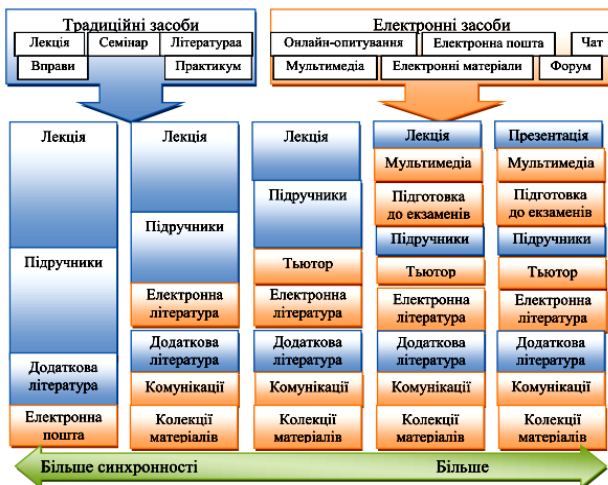 Традиційні засоби
Лекція
Семінар
Літератураа
Вправи
Практикум
Електронні засоби
Онлайн-опитування
Електронна пошта
Чат
Мультимедіа
Електронні матеріали
Форум
Лекція
Підручники
Додаткова
література
Електронна
пошта
Лекція
Підручники
Електронна
література
Додаткова
література
Комунікації
Колекції
матеріалів
Лекція
Підручники
Тьютор
Електронна
література
Додаткова
література
Комунікації
Колекції
матеріалів
Лекція
Мультимедіа
Підготовка
до екзаменів
Підручники
Тьютор
Електронна
література
Додаткова
література
Комунікації
Колекції
матеріалів
Презентація
Мультимедіа
Підготовка
до екзаменів
Підручники
Тьютор
Електронна
література
Додаткова
література
Комунікації
Колекції
матеріалів
Більше синхронності
Більше